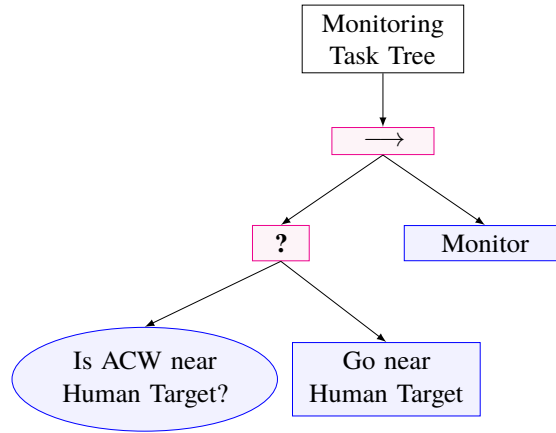 Monitoring
Task Tree
⟶
?
Monitor
Is ACW near
Human Target?
Go near
Human Target